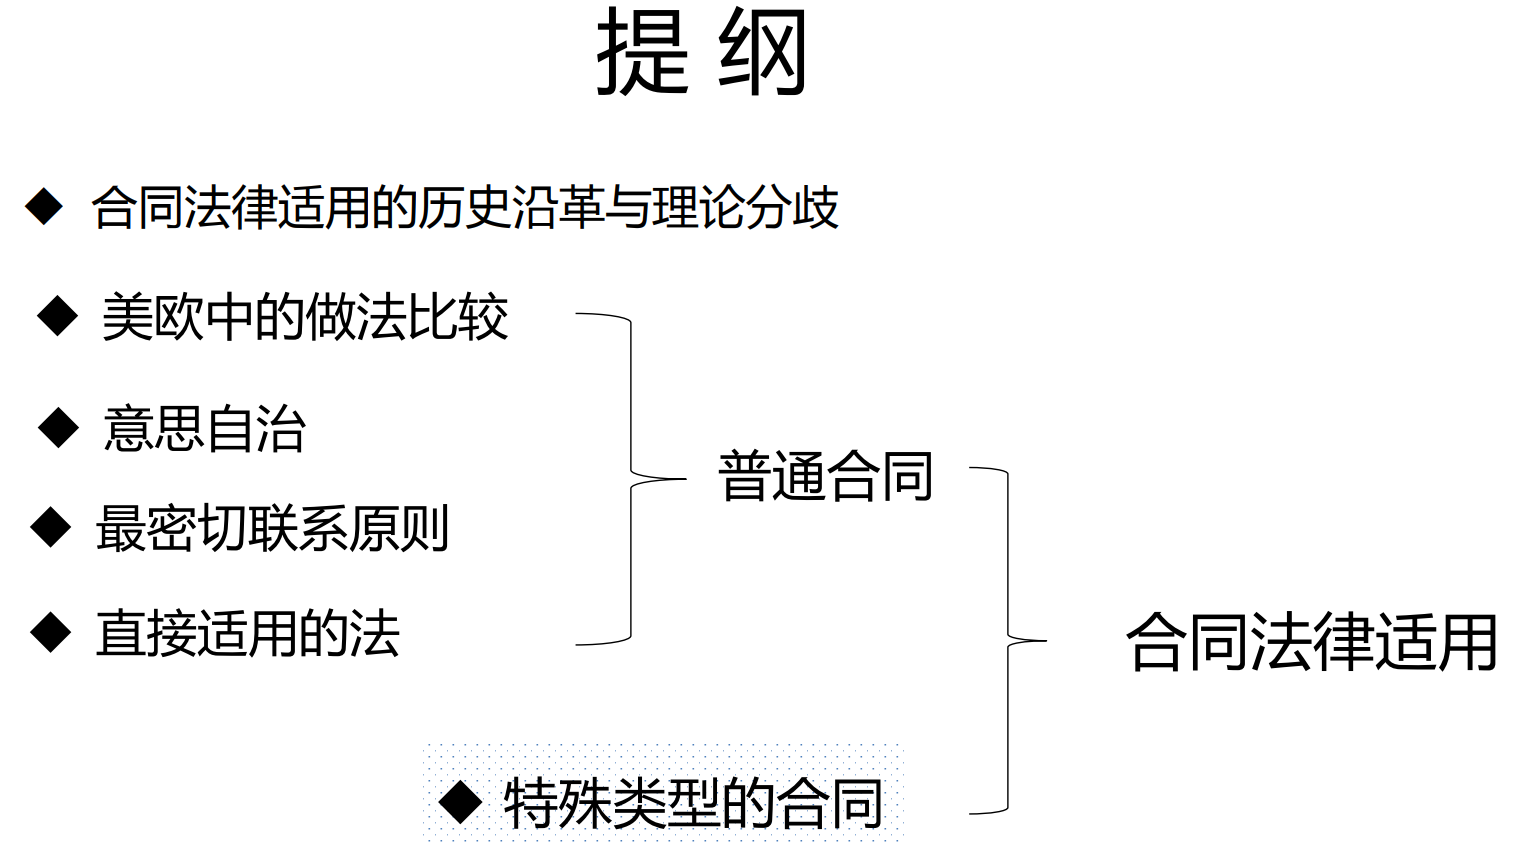 提 纲
◆ 合同法律适用的历史沿革与理论分歧
◆ 美欧中的做法比较
◆ 意思自治
◆ 最密切联系原则
◆ 直接适用的法
普通合同
◆ 特殊类型的合同
合同法律适用